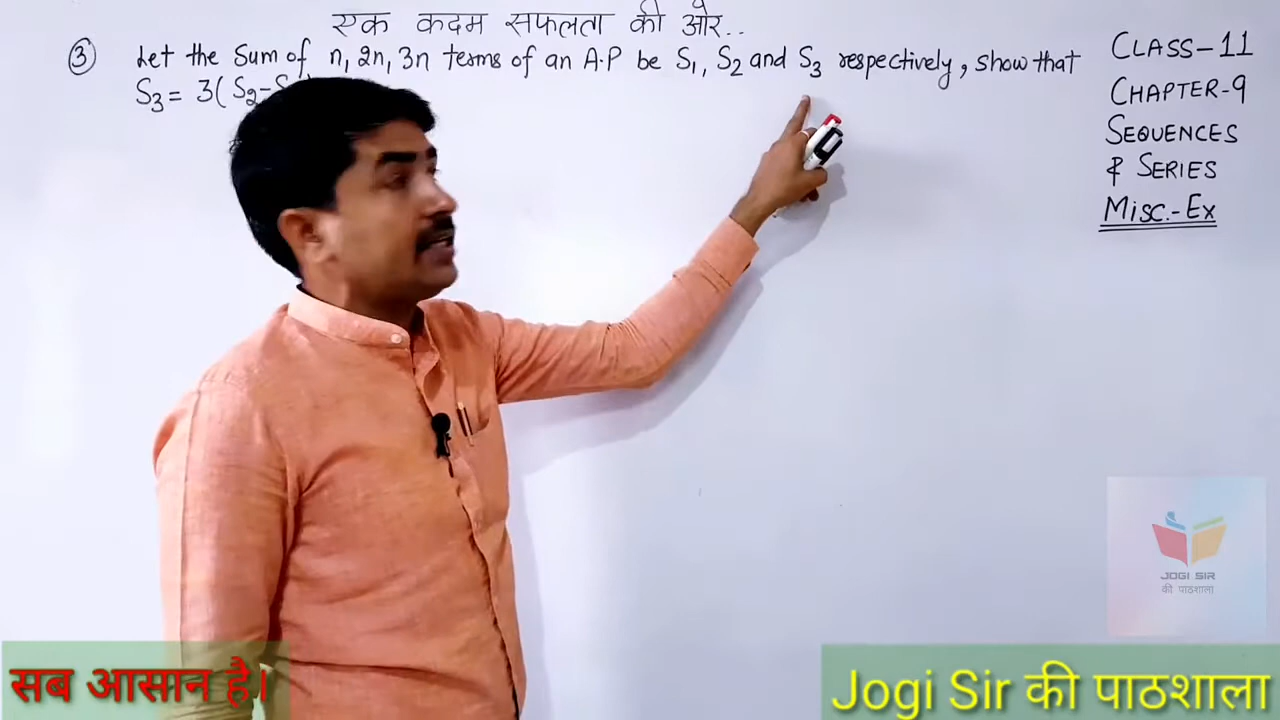 एक कदम सफलता की ओर..
③ Let the Sum of n, 2n, 3n terms of an A.P be S₁, S₂ and S₃ respectively, show that
S₃ = 3(S₂-
CLASS-11
CHAPTER-9
SEQUENCES
& SERIES
Misc.-Ex
JOGI SIR
की पाठशाला
सब आसान है।
Jogi Sir की पाठशाला